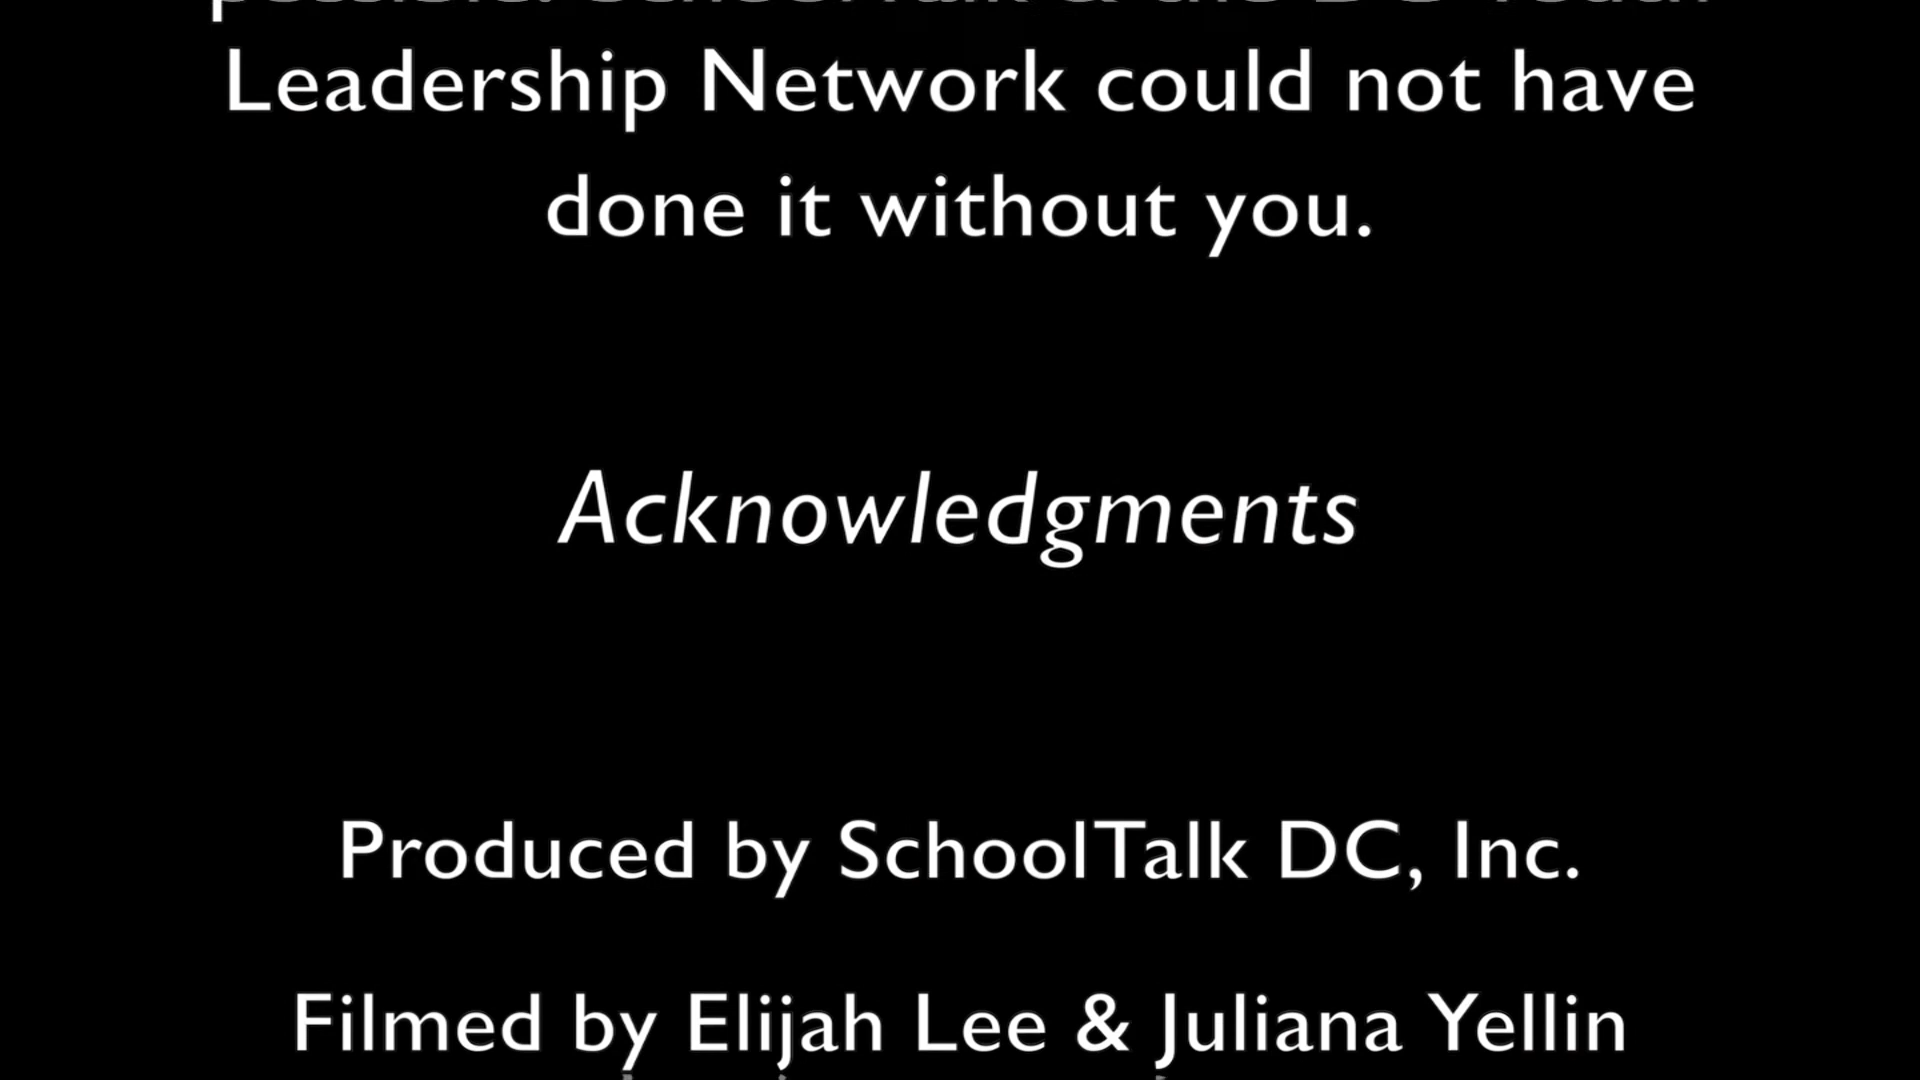 Leadership Network could not have
done it without you.
Acknowledgments
Produced by SchoolTalk DC, Inc.
Filmed by Elijah Lee & Juliana Yellin